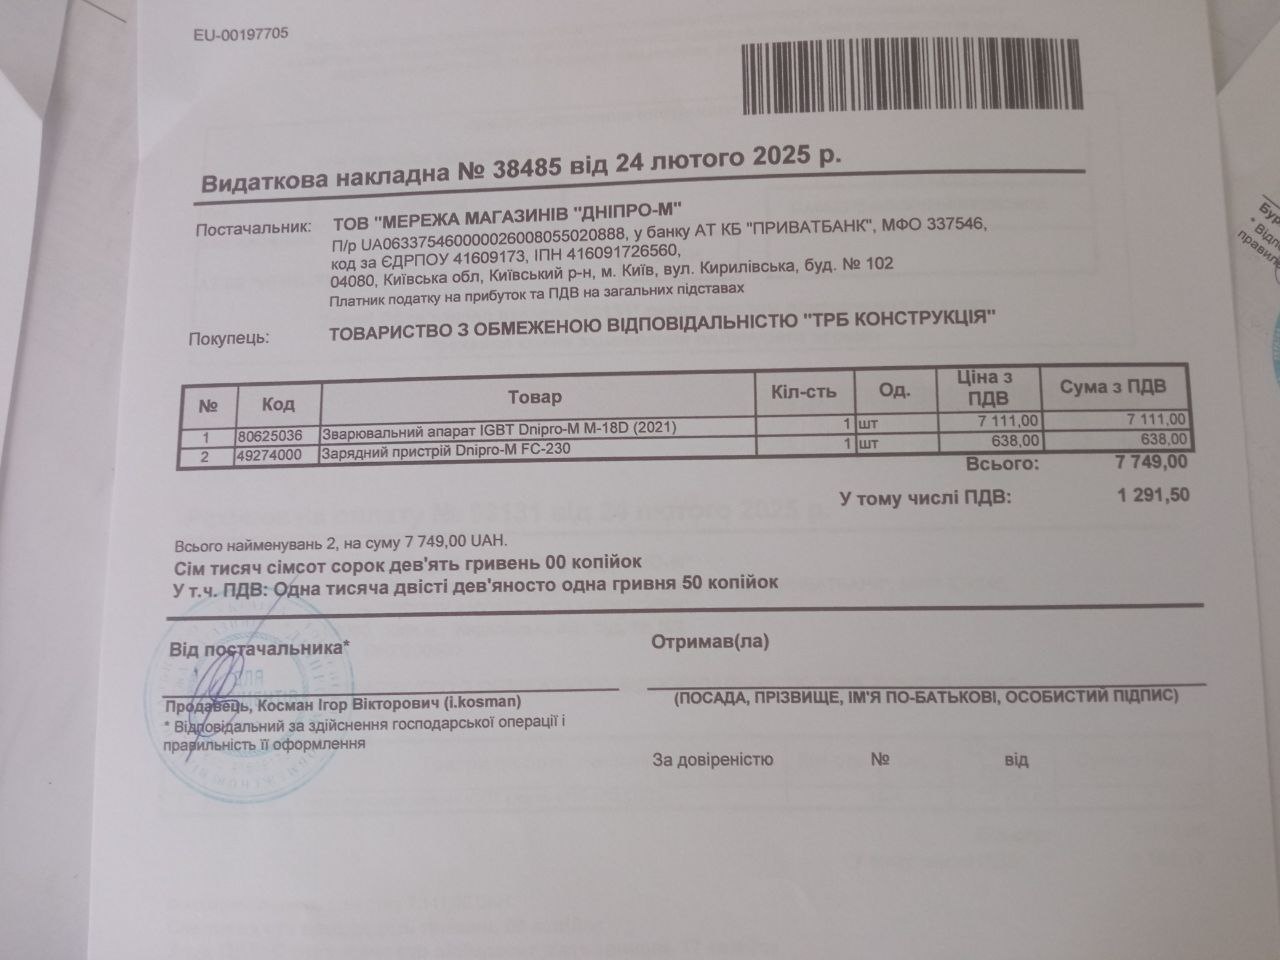 EU-00197705
Видаткова накладна № 38485 від 24 лютого 2025 р.
Постачальник: ТОВ "МЕРЕЖА МАГАЗИНІВ "ДНІПРО-М"
П/р UA063375460000026008055020888, у банку АТ КБ "ПРИВАТБАНК", МФО 337546,
код за ЄДРПОУ 41609173, ІПН 416091726560,
04080, Київська обл, Київський р-н, м. Київ, вул. Кирилівська, буд. № 102
Платник податку на прибуток та ПДВ на загальних підставах
Покупець: ТОВАРИСТВО З ОБМЕЖЕНОЮ ВІДПОВІДАЛЬНІСТЮ "ТРБ КОНСТРУКЦІЯ"
№ Код Товар Кіл-сть Од. Ціна з ПДВ Сума з ПДВ
1 80625036 Зварювальний апарат IGBT Dnipro-M M-18D (2021) 1 шт 7 111,00 7 111,00
2 49274000 Зарядний пристрій Dnipro-M FC-230 1 шт 638,00 638,00
Всього: 7 749,00
У тому числі ПДВ: 1 291,50
Всього найменувань 2, на суму 7 749,00 UAH.
Сім тисяч сімсот сорок дев'ять гривень 00 копійок
У т.ч. ПДВ: Одна тисяча двісті дев'яносто одна гривня 50 копійок
Від постачальника* Отримав(ла)
Продавець, Косман Ігор Вікторович (i.kosman) (ПОСАДА, ПРІЗВИЩЕ, ІМ'Я ПО-БАТЬКОВІ, ОСОБИСТИЙ ПІДПИС)
* Відповідальний за здійснення господарської операції і
правильність її оформлення
За довіреністю № від